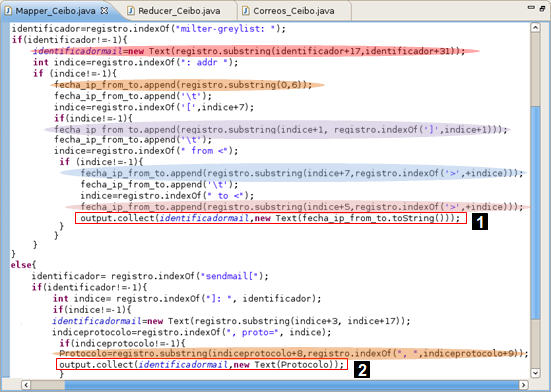 Mapper_Ceibo.java
Reducer_Ceibo.java
Correos_Ceibo.java
identificador=registro.indexOf("milter-greylist: ");
if(identificador!=-1){
identificadormail=new Text(registro.substring(identificador+17,identificador+31));
int indice=registro.indexOf(": addr ");
if (indice!=-1){
fecha_ip_from_to.append(registro.substring(0,6));
fecha_ip_from_to.append('\t');
indice=registro.indexOf('[',indice+7);
if(indice!=-1){
fecha_ip_from_to.append(registro.substring(indice+1, registro.indexOf(']',indice+1)));
fecha_ip_from_to.append('\t');
indice=registro.indexOf(" from <");
if (indice!=-1){
fecha_ip_from_to.append(registro.substring(indice+7,registro.indexOf('>',+indice)));
fecha_ip_from_to.append('\t');
indice=registro.indexOf(" to <");
fecha_ip_from_to.append(registro.substring(indice+5,registro.indexOf('>',+indice)));
output.collect(identificadormail,new Text(fecha_ip_from_to.toString())); 1
}
}
}
}
else{
identificador= registro.indexOf("sendmail[");
if(identificador!=-1){
int indice= registro.indexOf("]: ", identificador);
if(indice!=-1){
identificadormail=new Text(registro.substring(indice+3, indice+17));
indiceprotocolo=registro.indexOf(", proto=", indice);
if(indiceprotocolo!=-1){
Protocolo=registro.substring(indiceprotocolo+8,registro.indexOf(", ",indiceprotocolo+9));
output.collect(identificadormail,new Text(Protocolo)); 2
}